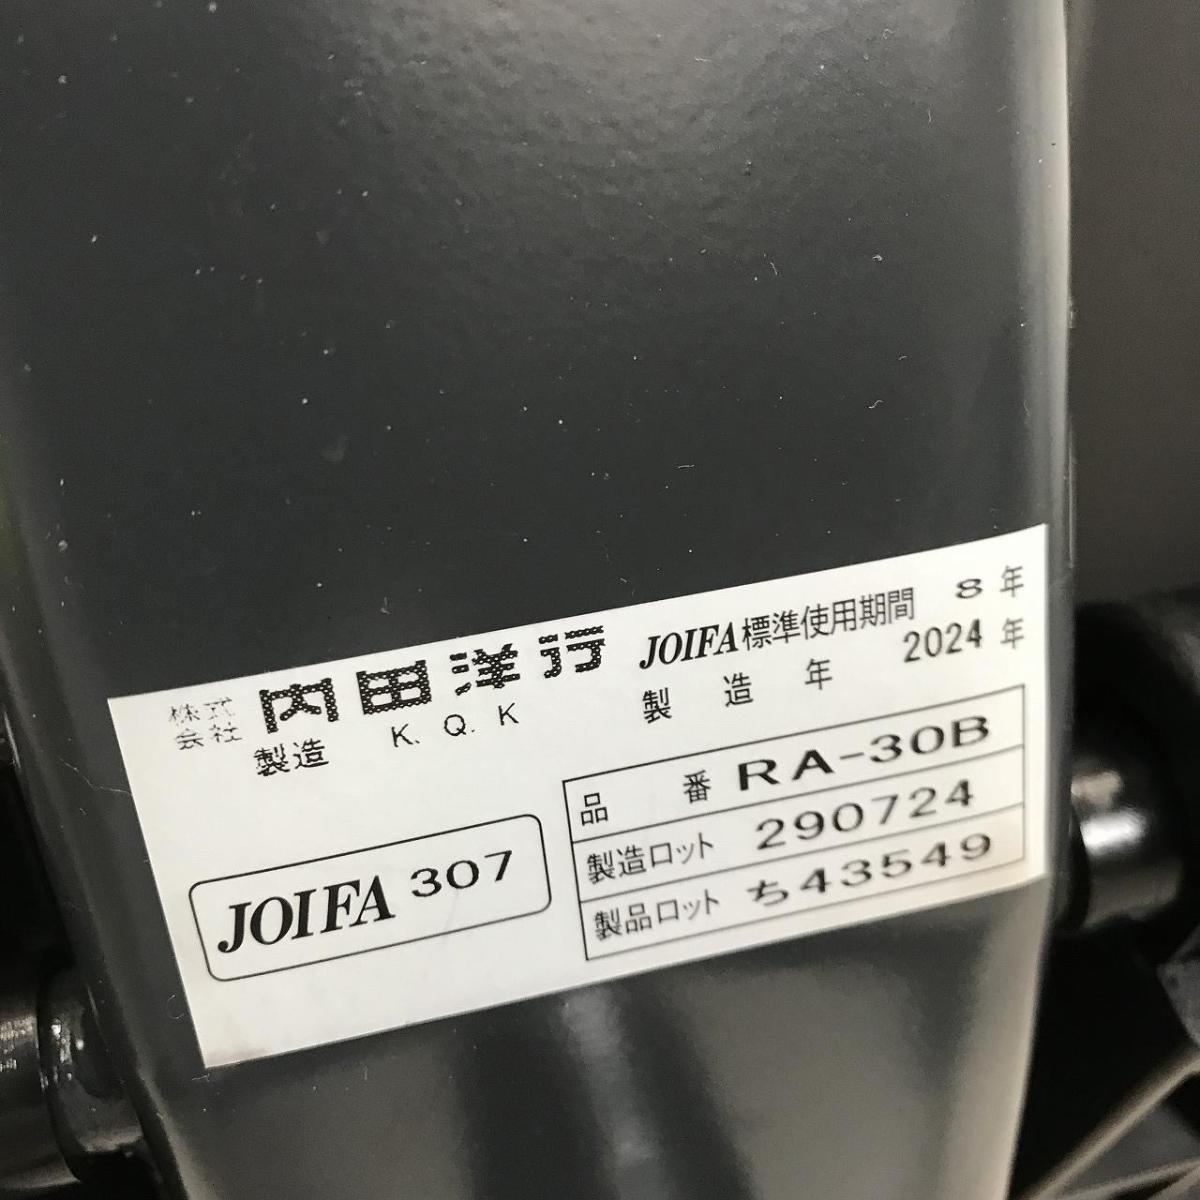 株式会社 内田洋行
製造 K.Q.K
JOIFA標準使用期間 8年
製造年 2024年
品番 RA-30B
製造ロット 290724
製品ロット ち43549
JOIFA 307